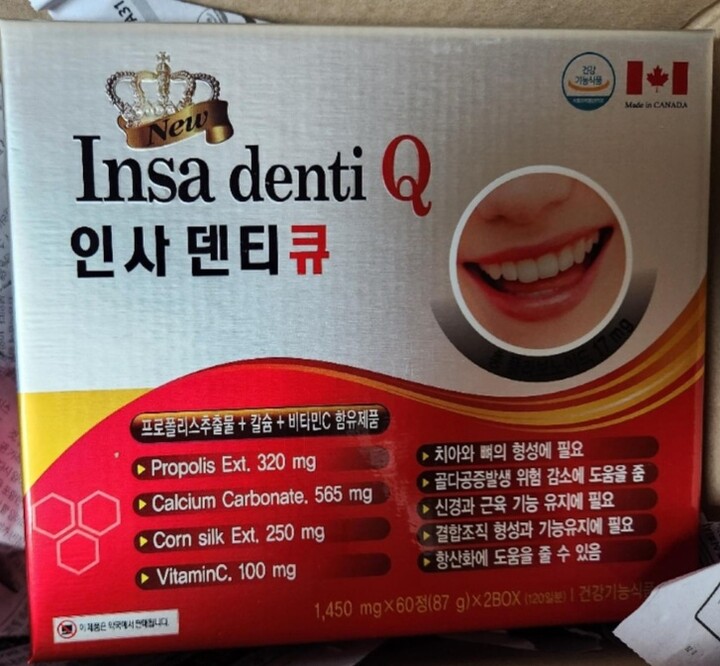 A31
New
건강
기능식품
Made in CANADA
Insa denti Q
인사 덴티큐
17 mg
프로폴리스추출물 + 칼슘 + 비타민C 함유제품
Propolis Ext. 320 mg
Calcium Carbonate. 565 mg
Corn silk Ext. 250 mg
VitaminC. 100 mg
치아와 뼈의 형성에 필요
골다공증발생 위험 감소에 도움을 줌
신경과 근육 기능 유지에 필요
결합조직 형성과 기능유지에 필요
항산화에 도움을 줄 수 있음
1,450 mg×60정(87 g)×2BOX (120일분) | 건강기능식품
이 제품은 약국에서 판매됩니다.